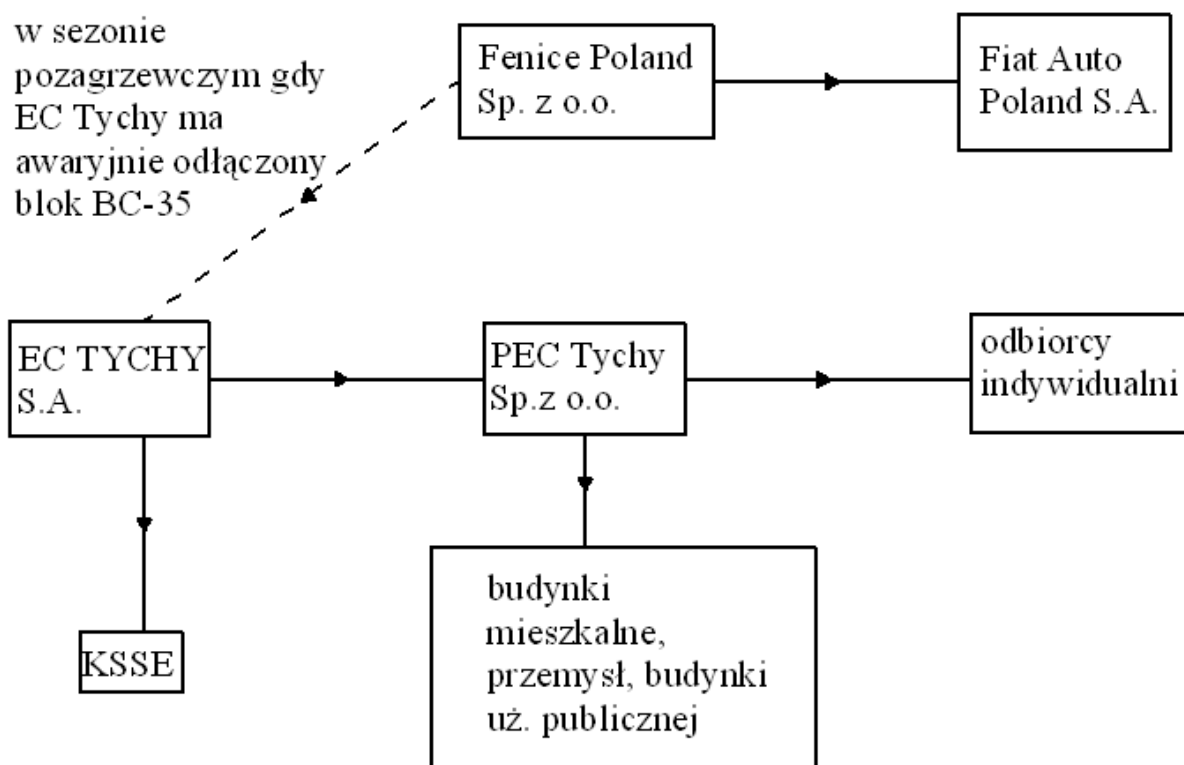 w sezonie
pozagrzewczym gdy
EC Tychy ma
awaryjnie odłączony
blok BC-35
Fenice Poland
Sp. z o.o.
Fiat Auto
Poland S.A.
EC TYCHY
S.A.
PEC Tychy
Sp.z o.o.
odbiorcy
indywidualni
KSSE
budynki
mieszkalne,
przemysł, budynki
uż. publicznej